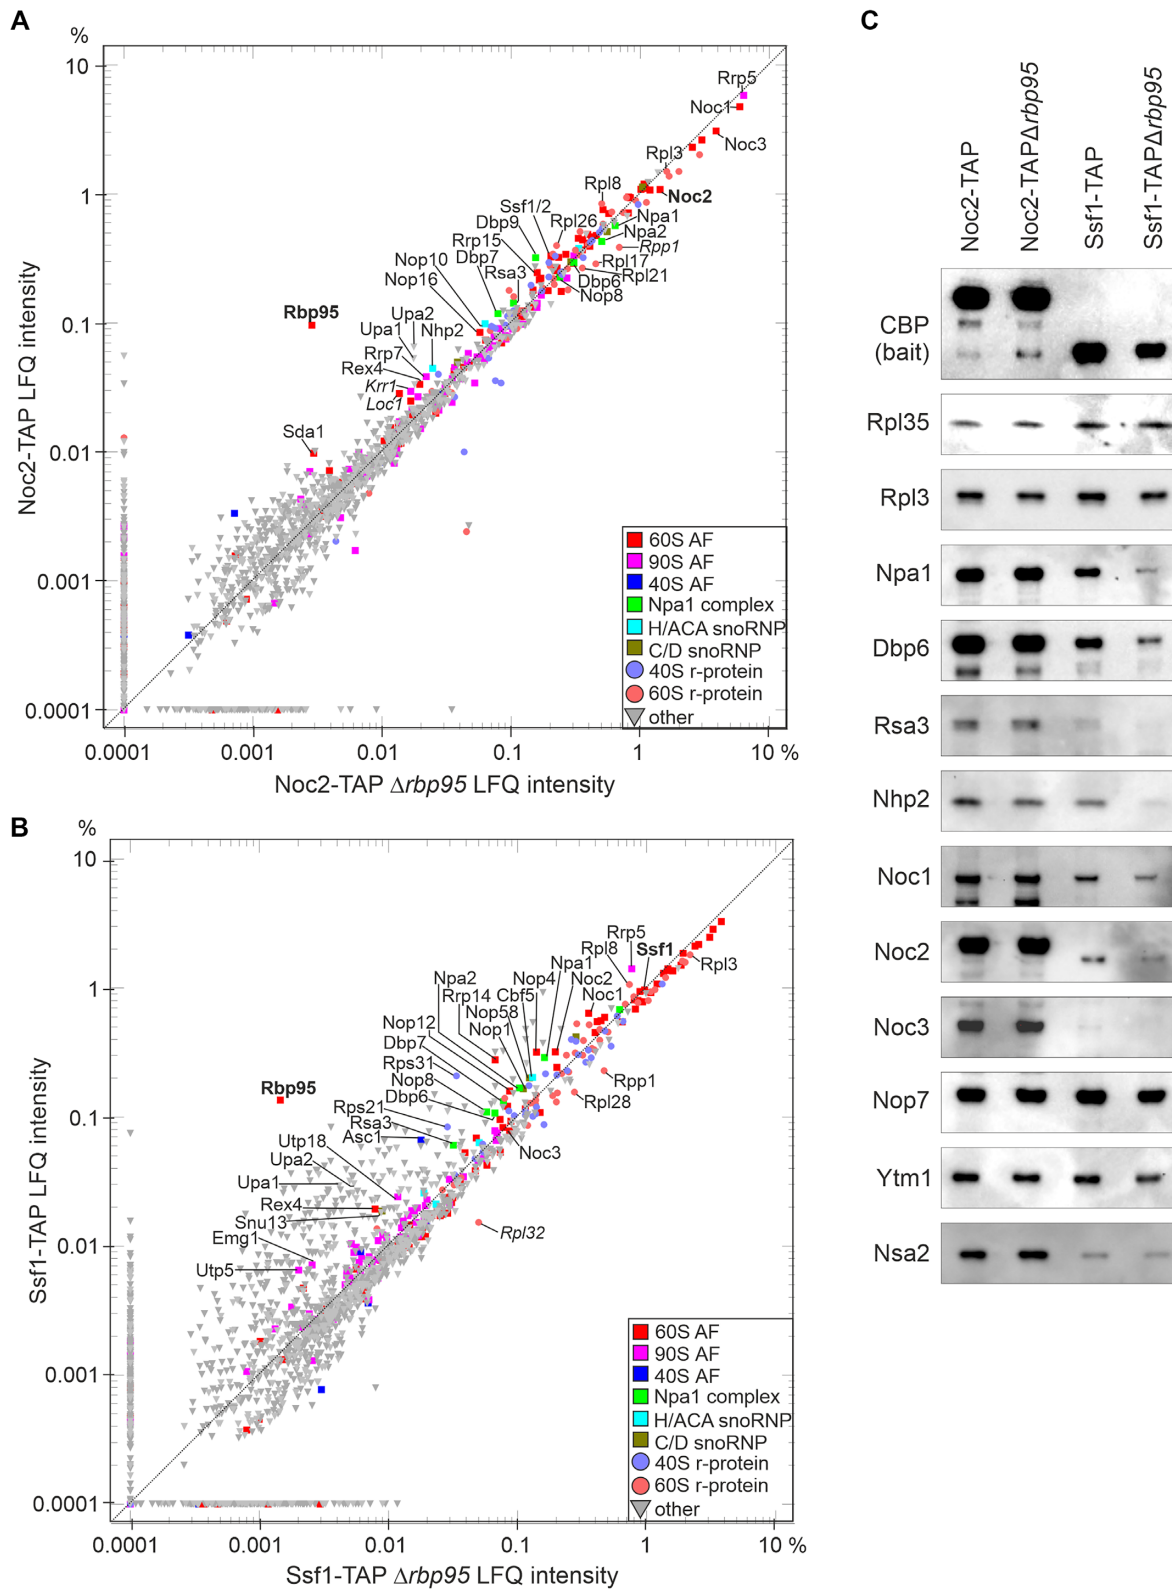 A
%
10
1
0.1
0.01
0.001
0.0001
Noc2-TAP LFQ intensity
Rrp5
Noc1
Noc3
Rpl3
Rpl8
Noc2
Ssf1/2
Npa1
Dbp9
Rpl26
Npa2
Rrp15
Rpp1
Nop10
Dbp7
Rpl17
Nop16
Rsa3
Rpl21
Dbp6
Nop8
Rbp95
Upa2
Upa1
Nhp2
Rrp7
Rex4
Krr1
Loc1
Sda1
60S AF
90S AF
40S AF
Npa1 complex
H/ACA snoRNP
C/D snoRNP
40S r-protein
60S r-protein
other
0.0001 0.001 0.01 0.1 1 10 %
Noc2-TAP Δrbp95 LFQ intensity
B
%
10
1
0.1
0.01
0.001
0.0001
Ssf1-TAP LFQ intensity
Rrp5
Ssf1
Rpl8
Rpl3
Npa1
Npa2
Nop4
Noc2
Rrp14
Cbf5
Noc1
Nop58
Nop12
Nop1
Dbp7
Rps31
Rpp1
Nop8
Rbp95
Dbp6
Rpl28
Rps21
Rsa3
Asc1
Utp18
Noc3
Upa2
Upa1
Rex4
Snu13
Rpl32
Emg1
Utp5
60S AF
90S AF
40S AF
Npa1 complex
H/ACA snoRNP
C/D snoRNP
40S r-protein
60S r-protein
other
0.0001 0.001 0.01 0.1 1 10 %
Ssf1-TAP Δrbp95 LFQ intensity
C
Noc2-TAP
Noc2-TAPΔrbp95
Ssf1-TAP
Ssf1-TAPΔrbp95
CBP
(bait)
Rpl35
Rpl3
Npa1
Dbp6
Rsa3
Nhp2
Noc1
Noc2
Noc3
Nop7
Ytm1
Nsa2